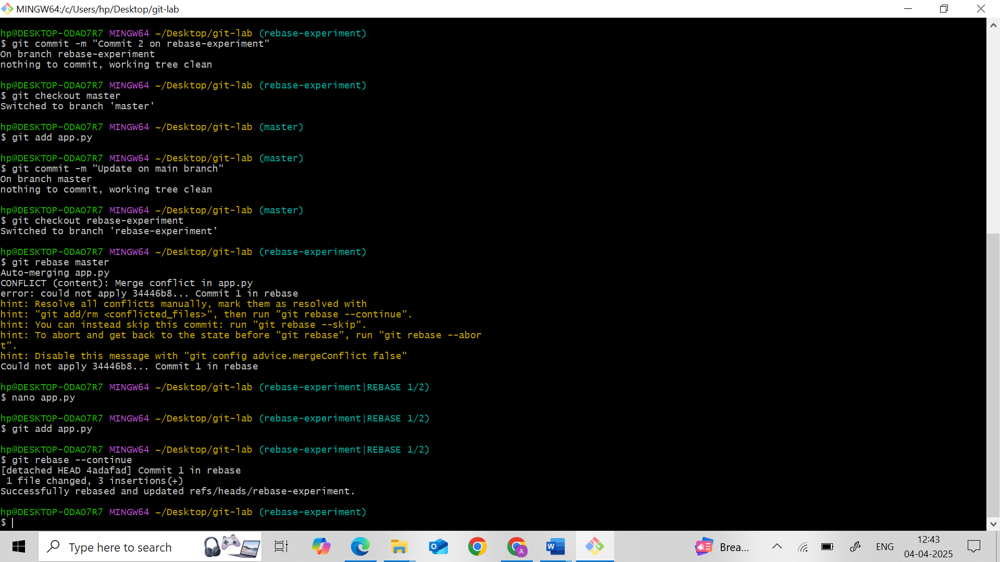 MINGW64:/c/Users/hp/Desktop/git-lab
hp@DESKTOP-ODAO7R7 MINGW64 ~/Desktop/git-lab (rebase-experiment)
$ git commit -m "Commit 2 on rebase-experiment"
On branch rebase-experiment
nothing to commit, working tree clean
hp@DESKTOP-ODAO7R7 MINGW64 ~/Desktop/git-lab (rebase-experiment)
$ git checkout master
Switched to branch 'master'
hp@DESKTOP-ODAO7R7 MINGW64 ~/Desktop/git-lab (master)
$ git add app.py
hp@DESKTOP-ODAO7R7 MINGW64 ~/Desktop/git-lab (master)
$ git commit -m "Update on main branch"
On branch master
nothing to commit, working tree clean
hp@DESKTOP-ODAO7R7 MINGW64 ~/Desktop/git-lab (master)
$ git checkout rebase-experiment
Switched to branch 'rebase-experiment'
hp@DESKTOP-ODAO7R7 MINGW64 ~/Desktop/git-lab (rebase-experiment)
$ git rebase master
Auto-merging app.py
CONFLICT (content): Merge conflict in app.py
error: could not apply 34446b8... Commit 1 in rebase
hint: Resolve all conflicts manually, mark them as resolved with
hint: "git add/rm <conflicted_files>", then run "git rebase --continue".
hint: You can instead skip this commit: run "git rebase --skip".
hint: To abort and get back to the state before "git rebase", run "git rebase --abor
t".
hint: Disable this message with "git config advice.mergeConflict false"
Could not apply 34446b8... Commit 1 in rebase
hp@DESKTOP-ODAO7R7 MINGW64 ~/Desktop/git-lab (rebase-experiment|REBASE 1/2)
$ nano app.py
hp@DESKTOP-ODAO7R7 MINGW64 ~/Desktop/git-lab (rebase-experiment|REBASE 1/2)
$ git add app.py
hp@DESKTOP-ODAO7R7 MINGW64 ~/Desktop/git-lab (rebase-experiment|REBASE 1/2)
$ git rebase --continue
[detached HEAD 4adafad] Commit 1 in rebase
1 file changed, 3 insertions(+)
Successfully rebased and updated refs/heads/rebase-experiment.
hp@DESKTOP-ODAO7R7 MINGW64 ~/Desktop/git-lab (rebase-experiment)
$
Type here to search
Brea...
ENG
12:43
04-04-2025